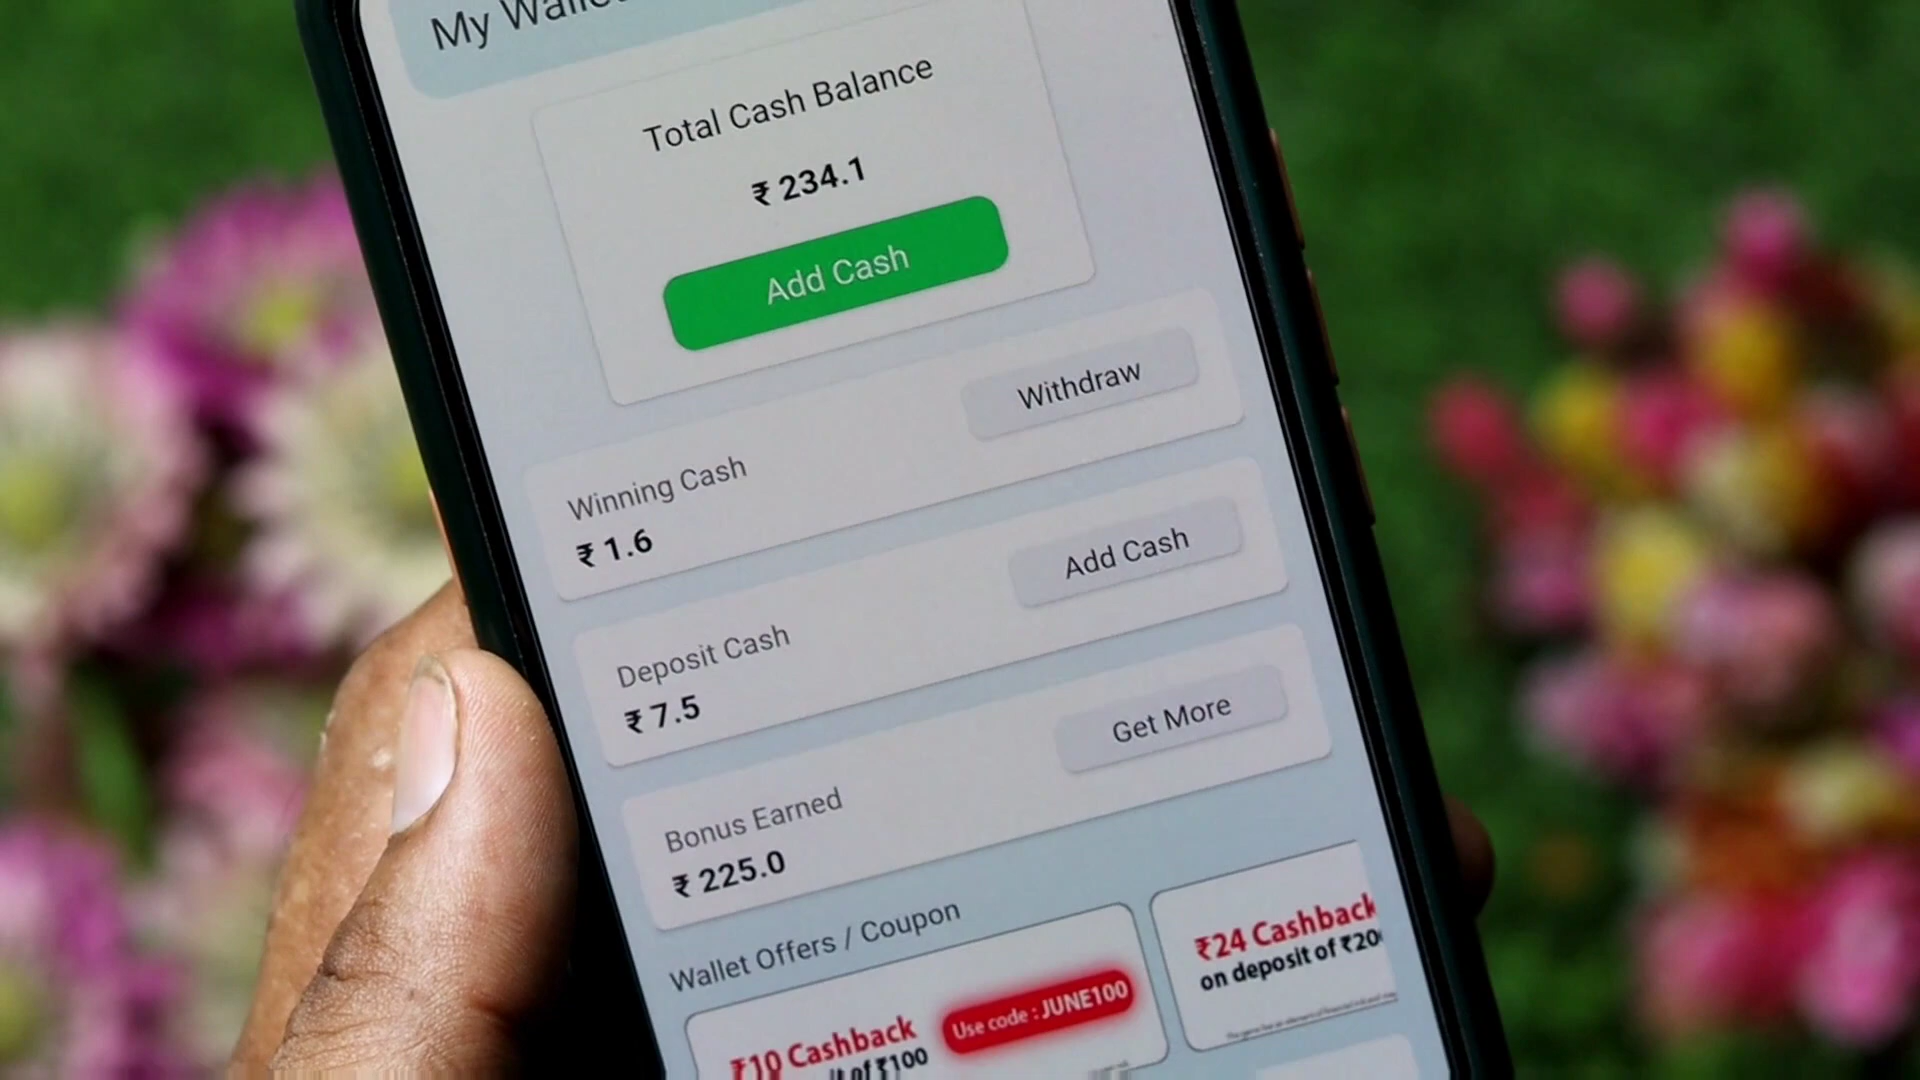 My Wallet
Total Cash Balance
₹ 234.1
Add Cash
Withdraw
Winning Cash
₹ 1.6
Add Cash
Deposit Cash
₹ 7.5
Get More
Bonus Earned
₹ 225.0
Wallet Offers / Coupon
₹10 Cashback
of ₹100
Use code : JUNE100
₹24 Cashback
on deposit of ₹20